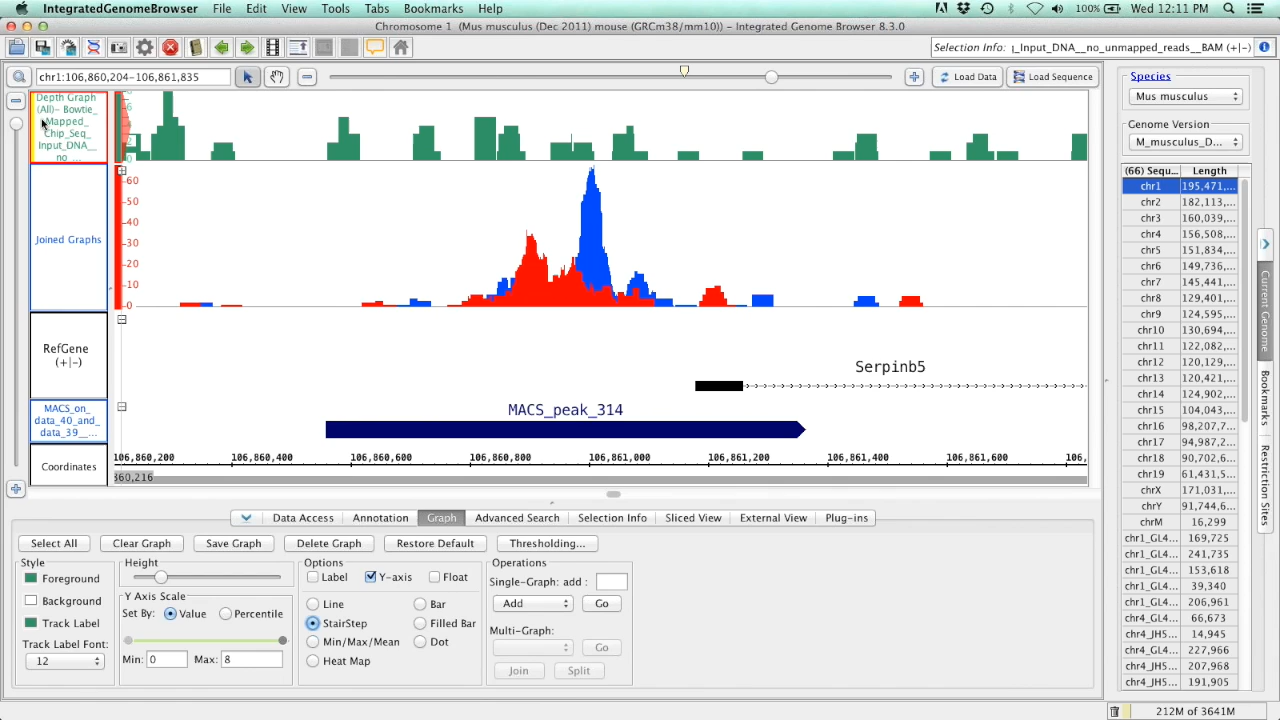 IntegratedGenomeBrowser File Edit View Tools Tabs Bookmarks Help 100% Wed 12:11 PM
Chromosome 1 (Mus musculus (Dec 2011) mouse (GRCm38/mm10)) - Integrated Genome Browser 8.3.0
Selection Info: _Input_DNA__no_unmapped_reads__BAM (+|-)
chr1:106,860,204-106,861,835 Load Data Load Sequence
Depth Graph
(All)- Bowtie_
Mapped_
Chip_Seq_
Input_DNA__
no_...
Joined Graphs
60
50
40
30
20
10
0
RefGene
(+|-)
Serpinb5
MACS_on_
data_40_and_
data_39__...
MACS_peak_314
Coordinates
106,860,200 106,860,400 106,860,600 106,860,800 106,861,000 106,861,200 106,861,400 106,861,600 106,
360,216
Data Access Annotation Graph Advanced Search Selection Info Sliced View External View Plug-ins
Select All Clear Graph Save Graph Delete Graph Restore Default Thresholding...
Style
Foreground
Background
Track Label
Track Label Font:
12
Height
Y Axis Scale
Set By: Value Percentile
Min: 0 Max: 8
Options
Label Y-axis Float
Line Bar
StairStep Filled Bar
Min/Max/Mean Dot
Heat Map
Operations
Single-Graph: add :
Add Go
Multi-Graph:
Go
Join Split
Species
Mus musculus
Genome Version
M_musculus_D...
(66) Sequ... Length
chr1 195,471,...
chr2 182,113,...
chr3 160,039,...
chr4 156,508,...
chr5 151,834,...
chr6 149,736,...
chr7 145,441,...
chr8 129,401,...
chr9 124,595,...
chr10 130,694,...
chr11 122,082,...
chr12 120,129,...
chr13 120,421,...
chr14 124,902,...
chr15 104,043,...
chr16 98,207,7...
chr17 94,987,2...
chr18 90,702,6...
chr19 61,431,5...
chrX 171,031,...
chrY 91,744,6...
chrM 16,299
chr1_GL4... 169,725
chr1_GL4... 241,735
chr1_GL4... 153,618
chr1_GL4... 39,340
chr1_GL4... 206,961
chr4_GL4... 66,673
chr4_JH5... 14,945
chr4_GL4... 227,966
chr4_JH5... 207,968
chr4_JH5... 191,905
Current Genome
Bookmarks
Restriction Sites
212M of 3641M